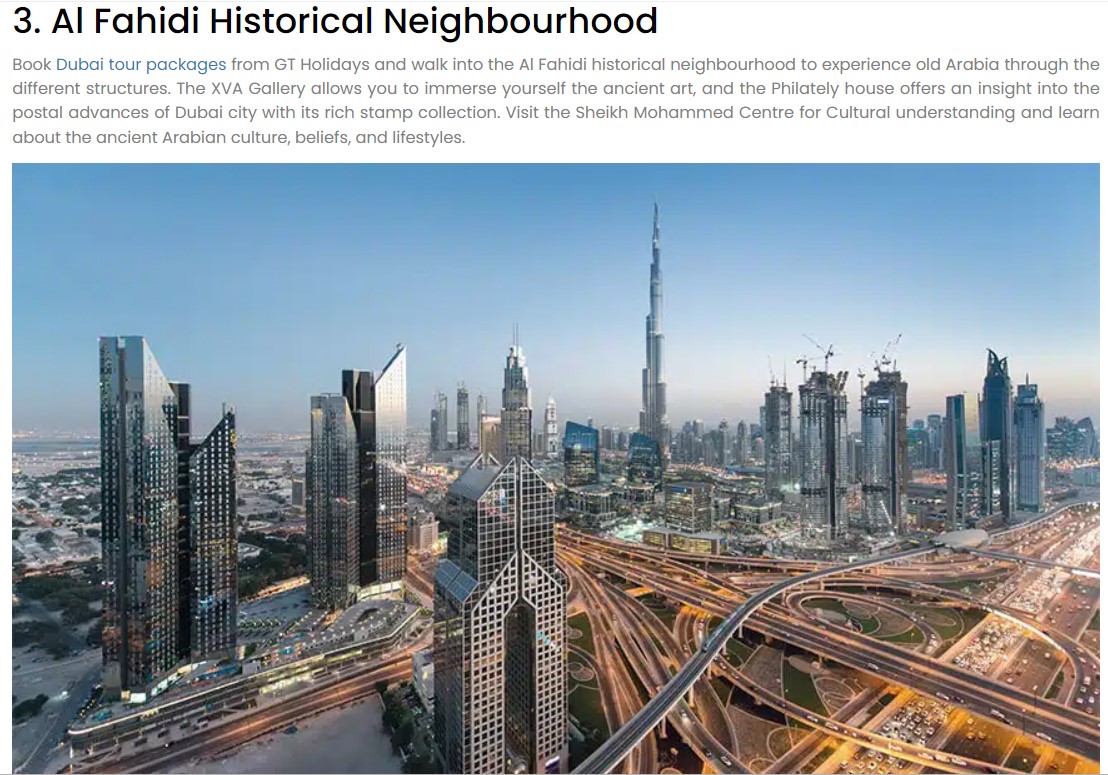 3. Al Fahidi Historical Neighbourhood
Book Dubai tour packages from GT Holidays and walk into the Al Fahidi historical neighbourhood to experience old Arabia through the
different structures. The XVA Gallery allows you to immerse yourself the ancient art, and the Philately house offers an insight into the
postal advances of Dubai city with its rich stamp collection. Visit the Sheikh Mohammed Centre for Cultural understanding and learn
about the ancient Arabian culture, beliefs, and lifestyles.